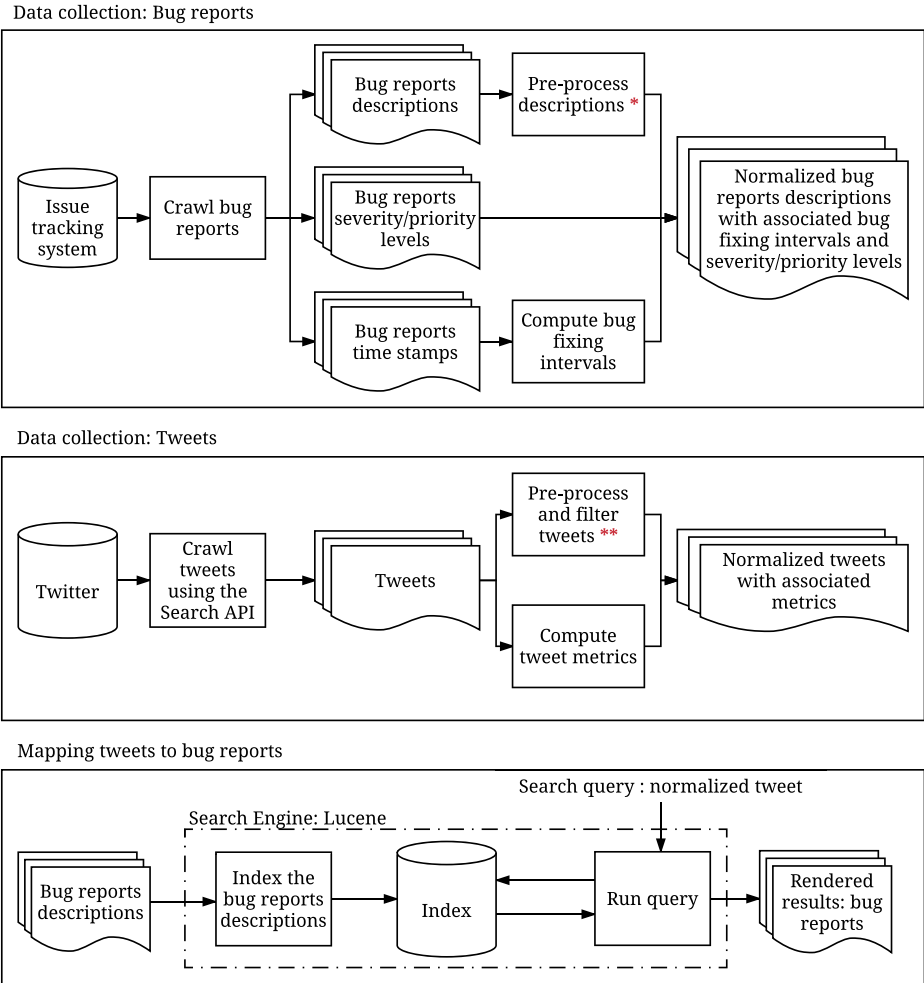 Data collection: Bug reports
Issue
tracking
system
Crawl bug
reports
Bug reports
descriptions
Pre-process
descriptions *
Bug reports
severity/priority
levels
Bug reports
time stamps
Compute bug
fixing
intervals
Normalized bug
reports descriptions
with associated bug
fixing intervals and
severity/priority levels
Data collection: Tweets
Twitter
Crawl
tweets
using the
Search API
Tweets
Pre-process
and filter
tweets **
Compute
tweet metrics
Normalized tweets
with associated
metrics
Mapping tweets to bug reports
Search query : normalized tweet
Search Engine: Lucene
Bug reports
descriptions
Index the
bug reports
descriptions
Index
Run query
Rendered
results: bug
reports